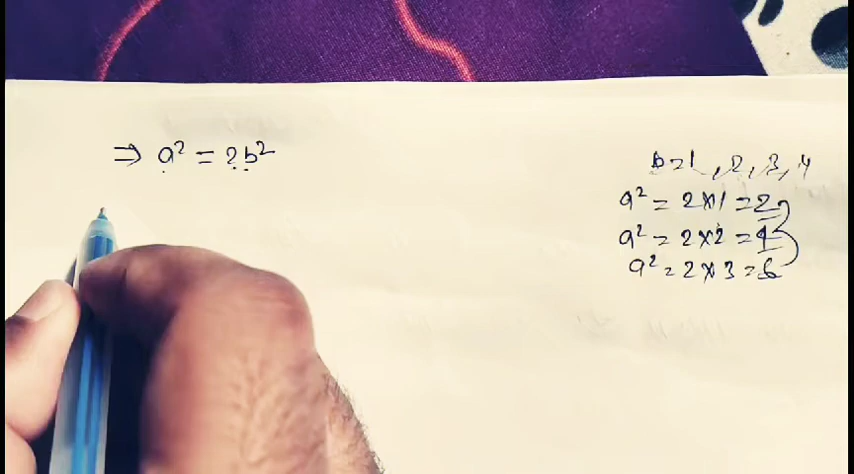 ⇒ a² = 2b²
b=1, 2, 3, 4
a² = 2×1 = 2
a² = 2×2 = 4
a² = 2×3 = 6